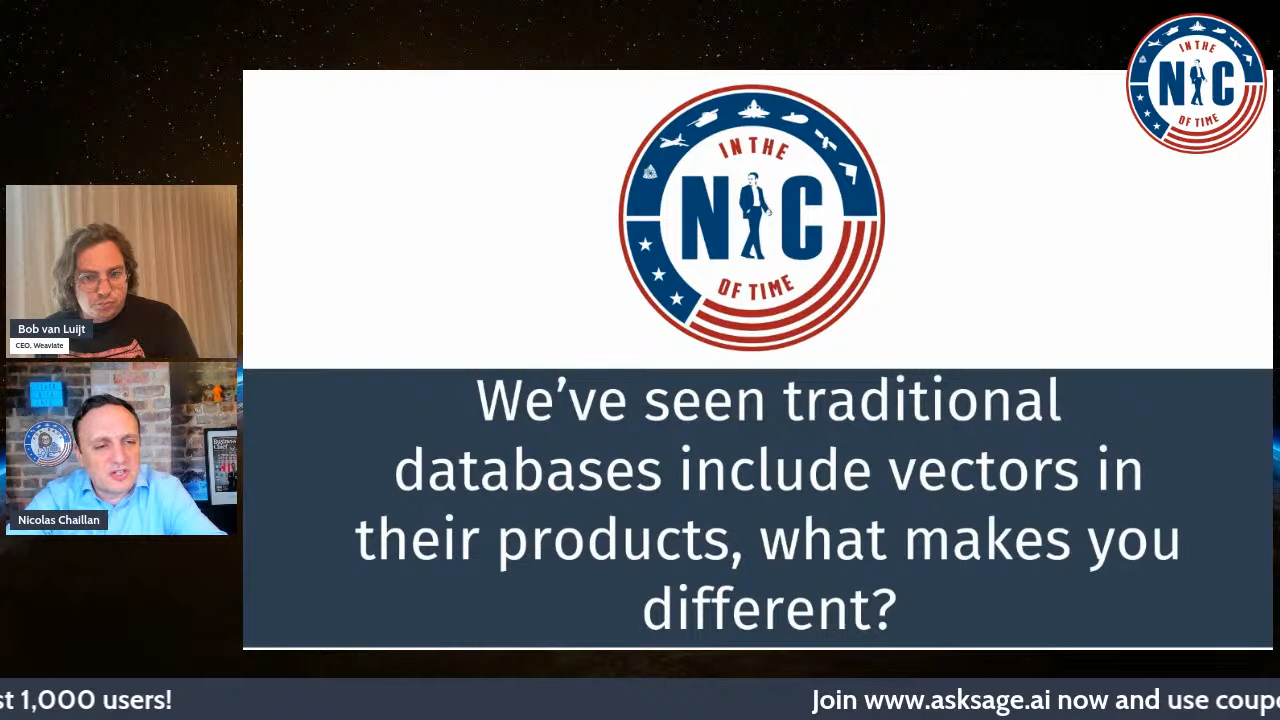 IN THE
NIC
OF TIME
IN THE
NIC
OF TIME
Bob van Luijt
CEO, Weaviate
Nicolas Chaillan
We've seen traditional
databases include vectors in
their products, what makes you
different?
st 1,000 users!
Join www.asksage.ai now and use coupo